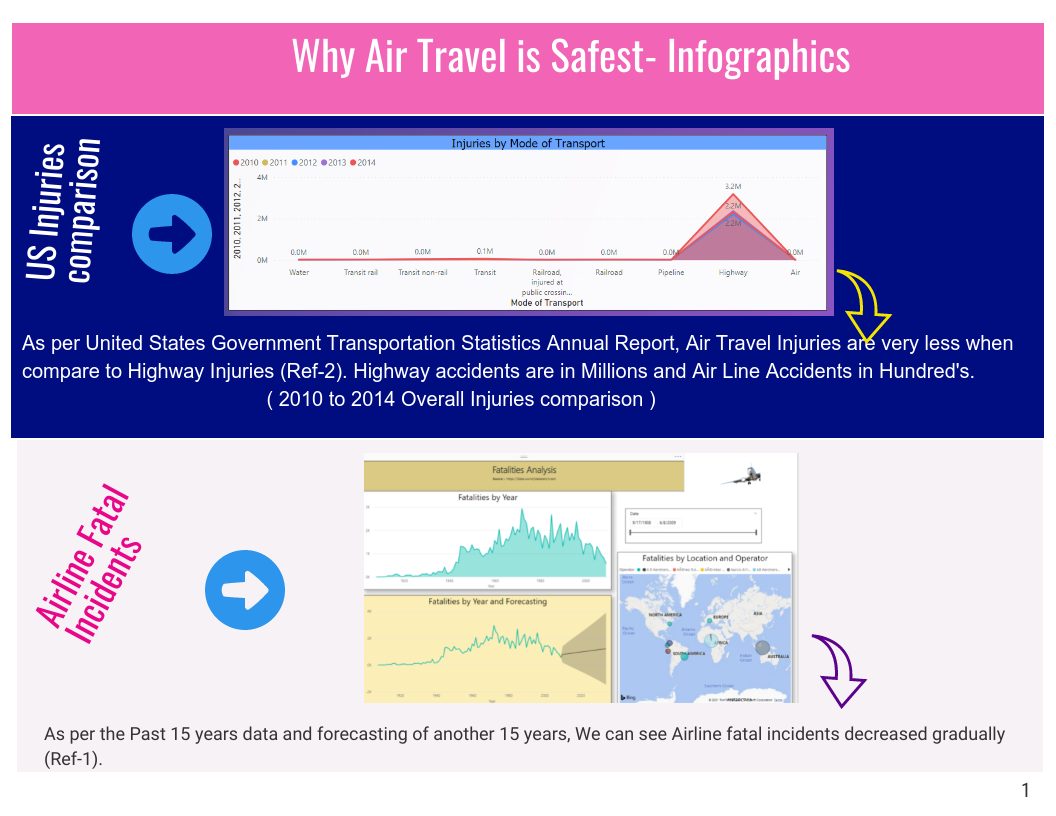 Why Air Travel is Safest- Infographics
US Injuries
comparison
Injuries by Mode of Transport
2010 2011 2012 2013 2014
2010, 2011, 2012, 2...
4M
2M
0M
0.0M 0.0M 0.0M 0.1M 0.0M 0.0M 0.0M 3.2M 0.0M
2.2M
2.2M
Water Transit rail Transit non-rail Transit Railroad, injured at public crossin... Railroad Pipeline Highway Air
Mode of Transport
As per United States Government Transportation Statistics Annual Report, Air Travel Injuries are very less when
compare to Highway Injuries (Ref-2). Highway accidents are in Millions and Air Line Accidents in Hundred's.
( 2010 to 2014 Overall Injuries comparison )
Airline Fatal
Incidents
Fatalities Analysis
Fatalities by Year
Year
Date
Fatalities by Location and Operator
Operator
NORTH AMERICA
EUROPE
ASIA
SOUTH AMERICA
AUSTRALIA
Bing
Fatalities by Year and Forecasting
Year
As per the Past 15 years data and forecasting of another 15 years, We can see Airline fatal incidents decreased gradually
(Ref-1).
1